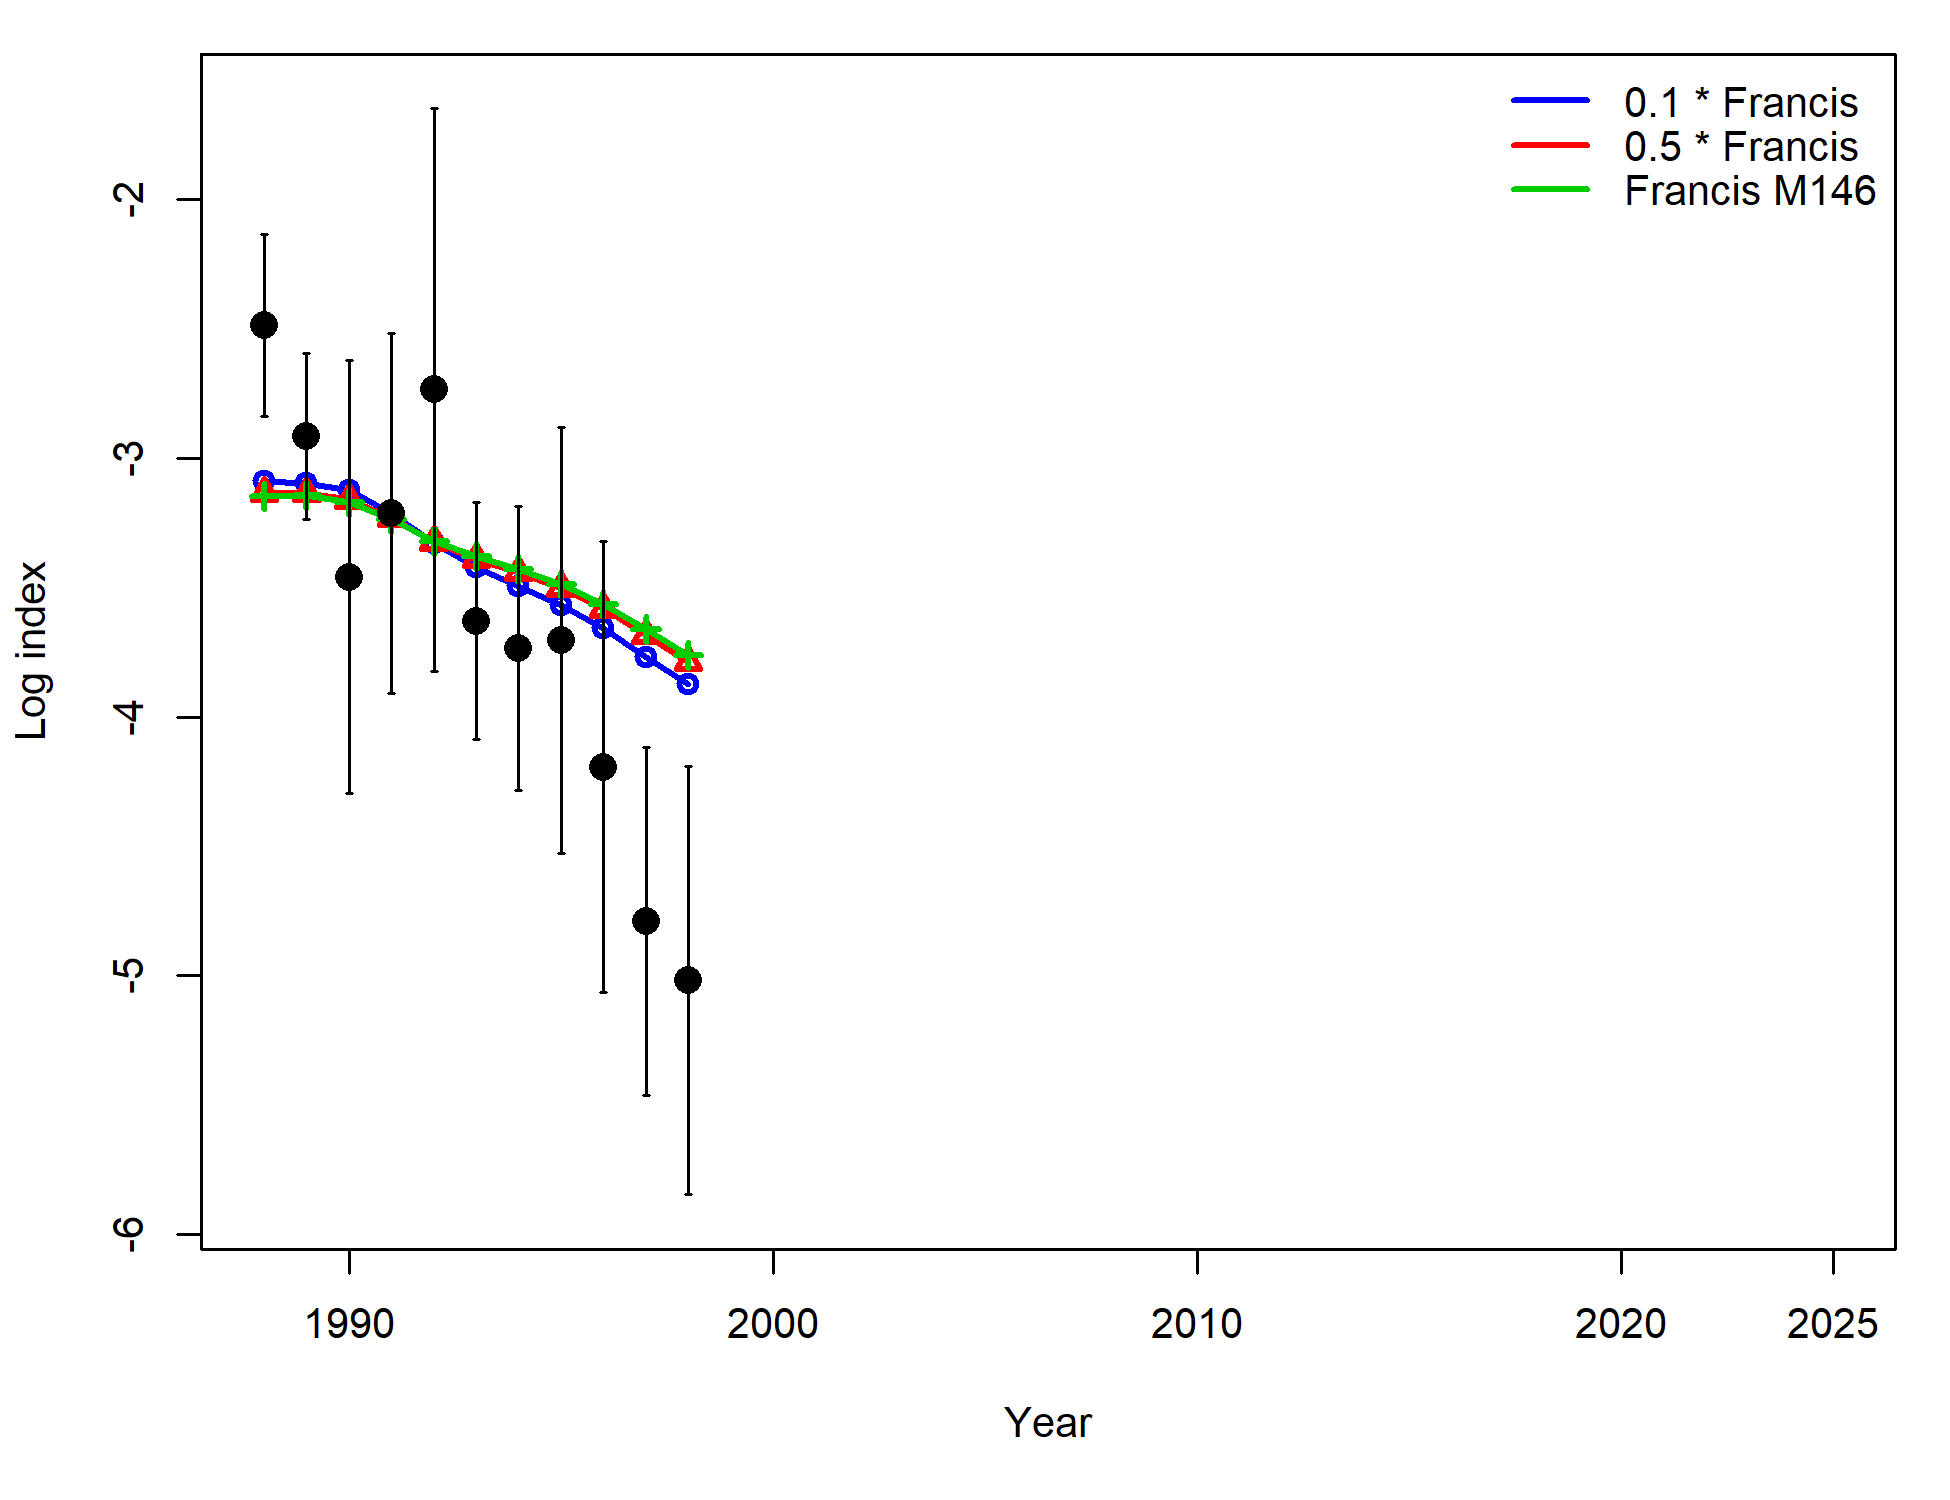 0.1 * Francis
0.5 * Francis
Francis M146
Log index
-2
-3
-4
-5
-6
1990 2000 2010 2020 2025
Year